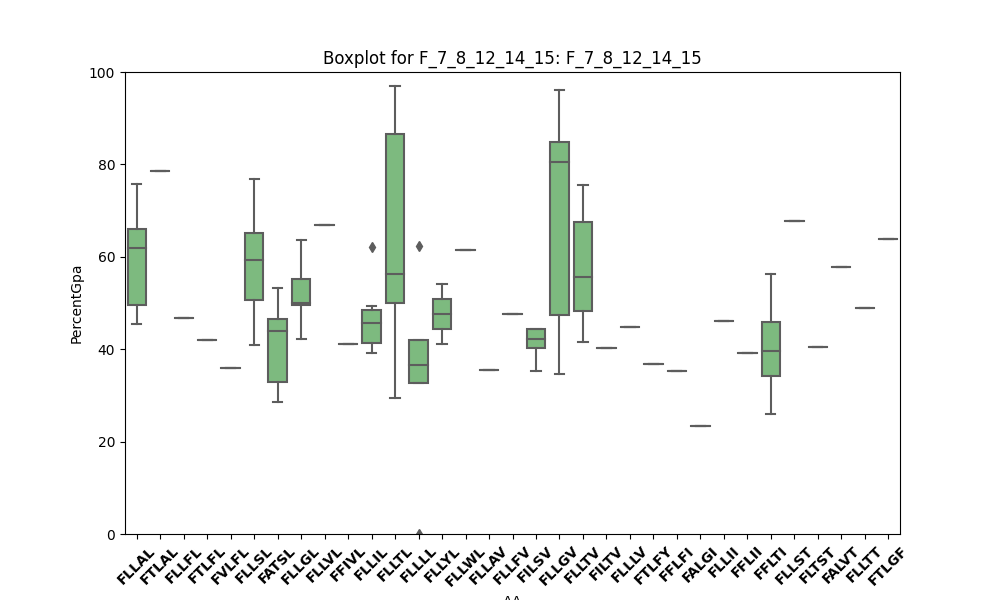 Boxplot for F_7_8_12_14_15: F_7_8_12_14_15
100
80
60
40
20
0
PercentGpa
FLLAL
FTLAL
FLLFL
FTLFL
FVLFL
FLLSL
FATSL
FLLGL
FLLVL
FFIVL
FLLIL
FLLTL
FLLLL
FLLYL
FLLWL
FLLAV
FLLFV
FILSV
FLLGV
FLLTV
FILTV
FLLLV
FTLFY
FFLFI
FALGI
FLLII
FFLII
FFLTI
FLLST
FLTST
FALVT
FLLTT
FTLGF
AA